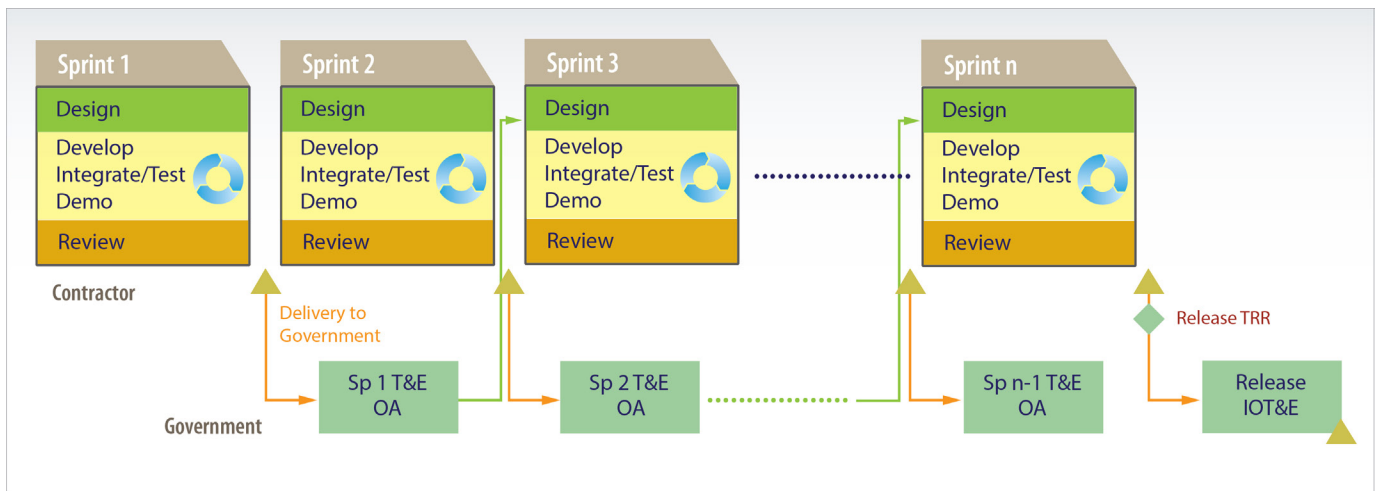 Sprint 1
Design
Develop
Integrate/Test
Demo
Review
Sprint 2
Design
Develop
Integrate/Test
Demo
Review
Sprint 3
Design
Develop
Integrate/Test
Demo
Review
Sprint n
Design
Develop
Integrate/Test
Demo
Review
Contractor
Delivery to
Government
Release TRR
Sp 1 T&E
OA
Sp 2 T&E
OA
Sp n-1 T&E
OA
Release
IOT&E
Government